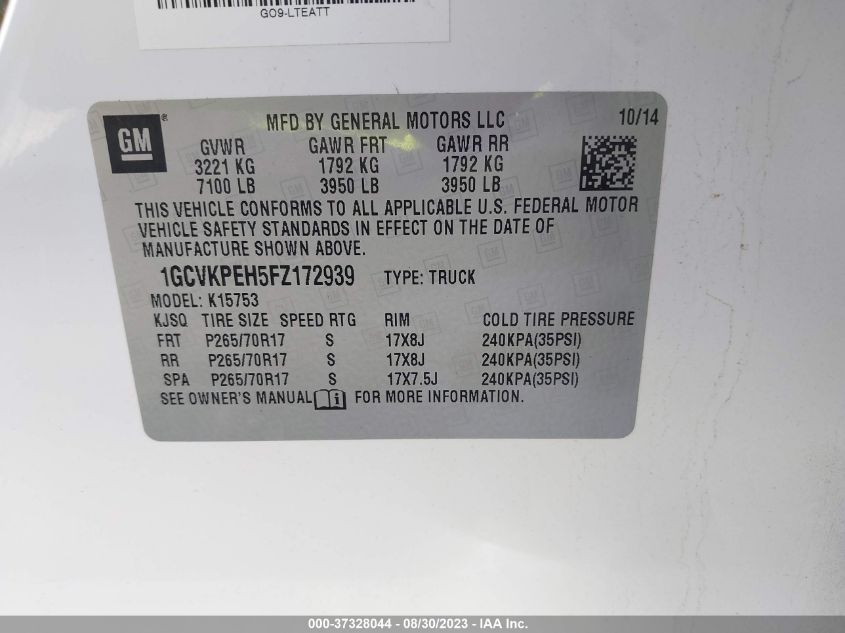 GO9-LTEATT
GM
®
MFD BY GENERAL MOTORS LLC
10/14
GVWR GAWR FRT GAWR RR
3221 KG 1792 KG 1792 KG
7100 LB 3950 LB 3950 LB
THIS VEHICLE CONFORMS TO ALL APPLICABLE U.S. FEDERAL MOTOR
VEHICLE SAFETY STANDARDS IN EFFECT ON THE DATE OF
MANUFACTURE SHOWN ABOVE.
1GCVKPEH5FZ172939 TYPE: TRUCK
MODEL: K15753
KJSQ TIRE SIZE SPEED RTG RIM COLD TIRE PRESSURE
FRT P265/70R17 S 17X8J 240KPA(35PSI)
RR P265/70R17 S 17X8J 240KPA(35PSI)
SPA P265/70R17 S 17X7.5J 240KPA(35PSI)
SEE OWNER'S MANUAL i FOR MORE INFORMATION.
000-37328044 - 08/30/2023 - IAA Inc.